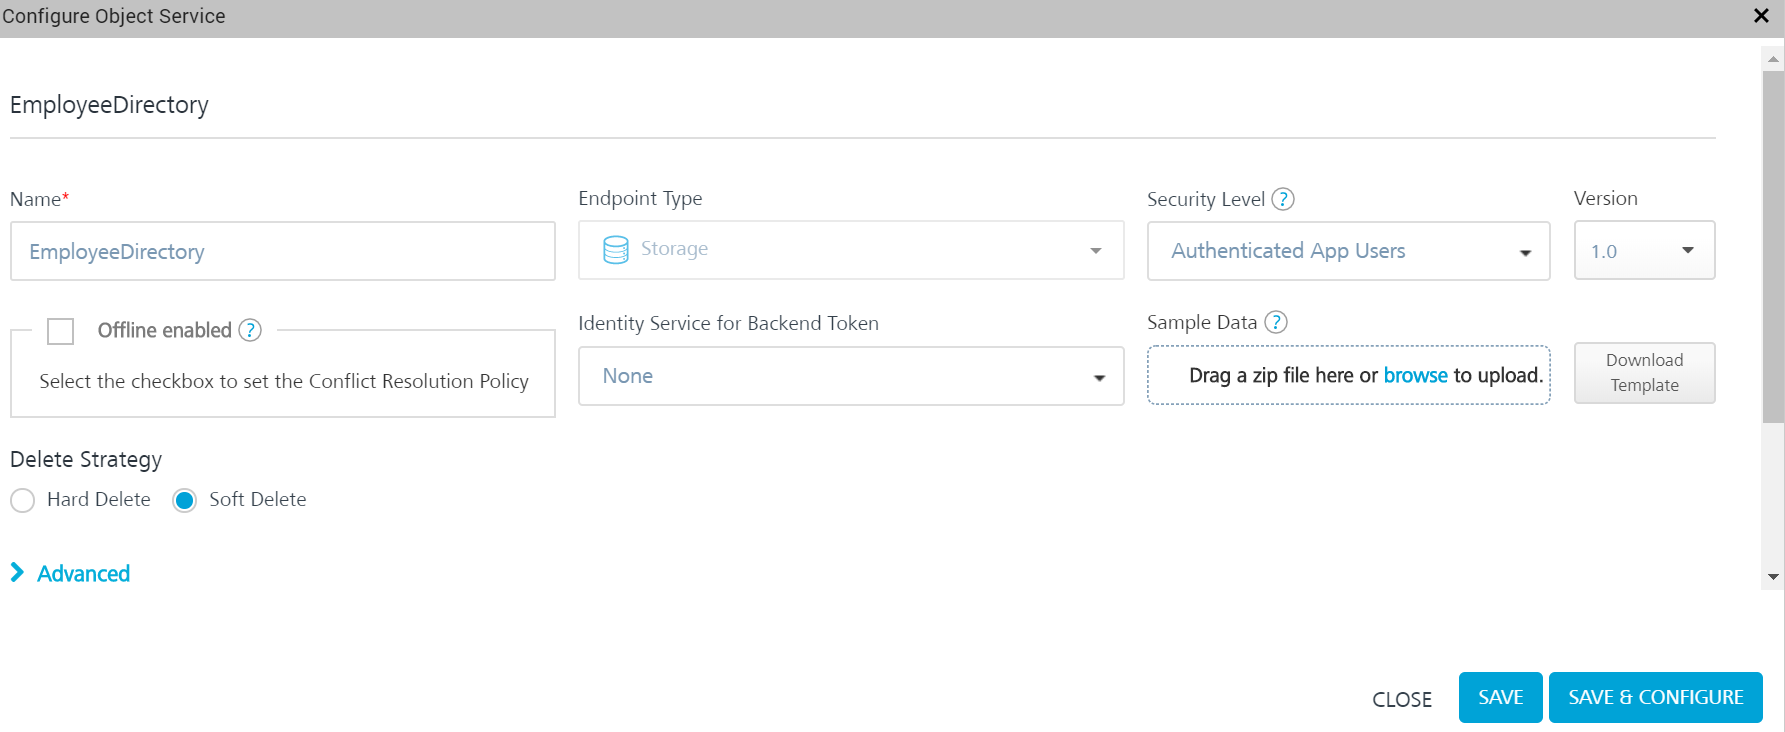 Configure Object Service
EmployeeDirectory
Name*
Endpoint Type
Security Level ?
Version
EmployeeDirectory
Storage
Authenticated App Users
1.0
Offline enabled ?
Select the checkbox to set the Conflict Resolution Policy
Identity Service for Backend Token
None
Sample Data ?
Drag a zip file here or browse to upload.
Download
Template
Delete Strategy
Hard Delete
Soft Delete
Advanced
CLOSE
SAVE
SAVE & CONFIGURE